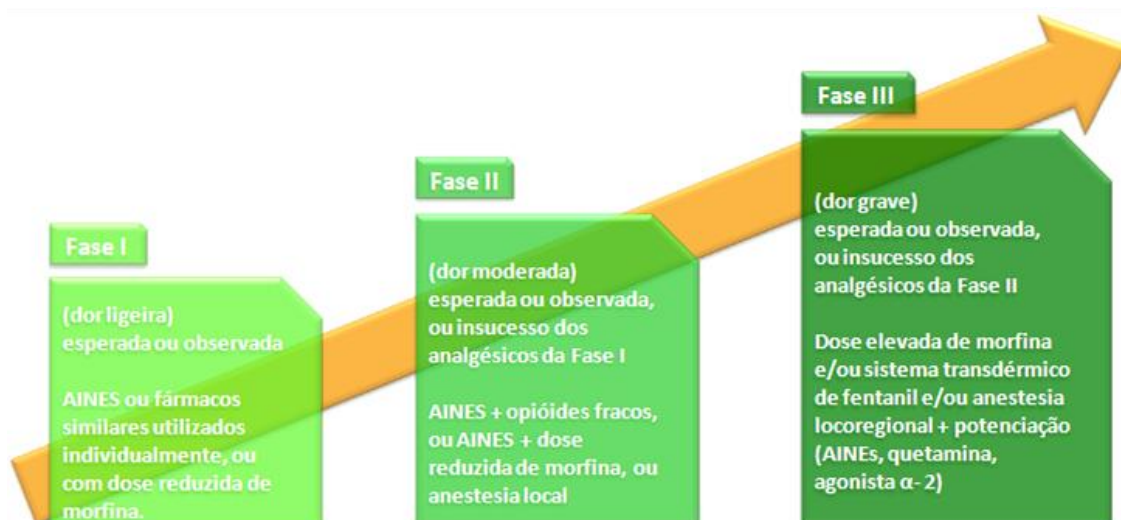 Fase I
(dor ligeira)
esperada ou observada
AINES ou fármacos
similares utilizados
individualmente, ou
com dose reduzida de
morfina.
Fase II
(dor moderada)
esperada ou observada,
ou insucesso dos
analgésicos da Fase I
AINES + opióides fracos,
ou AINES + dose
reduzida de morfina, ou
anestesia local
Fase III
(dor grave)
esperada ou observada,
ou insucesso dos
analgésicos da Fase II
Dose elevada de morfina
e/ou sistema transdérmico
de fentanil e/ou anestesia
locoregional + potenciação
(AINEs, quetamina,
agonista α- 2)